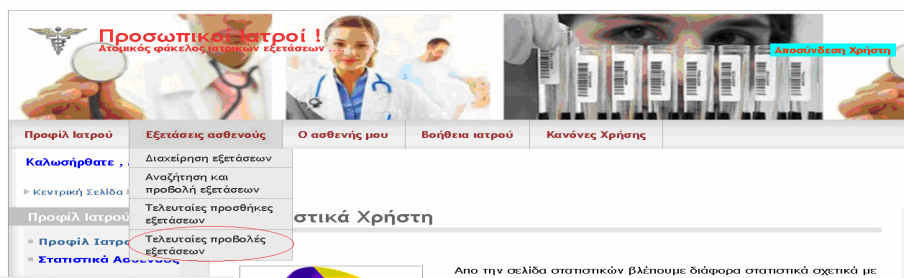 Προσωπικοί Ιατροί !
Ατομικός φάκελος ιατρικών εξετάσεων ...
Αποσύνδεση Χρήστη
Προφίλ Ιατρού Εξετάσεις ασθενούς Ο ασθενής μου Βοήθεια ιατρού Κανόνες Χρήσης
Καλωσήρθατε ,
Διαχείρηση εξετάσεων
Αναζήτηση και
προβολή εξετάσεων
Κεντρική Σελίδα
Τελευταίες προσθήκες
εξετάσεων
Προφίλ Ιατρού
στικά Χρήστη
Τελευταίες προβολές
εξετάσεων
Προφίλ Ιατρο
Στατιστικά Ασθενούς
Απο την σελίδα στατιστικών βλέπουμε διάφορα στατιστικά σχετικά με